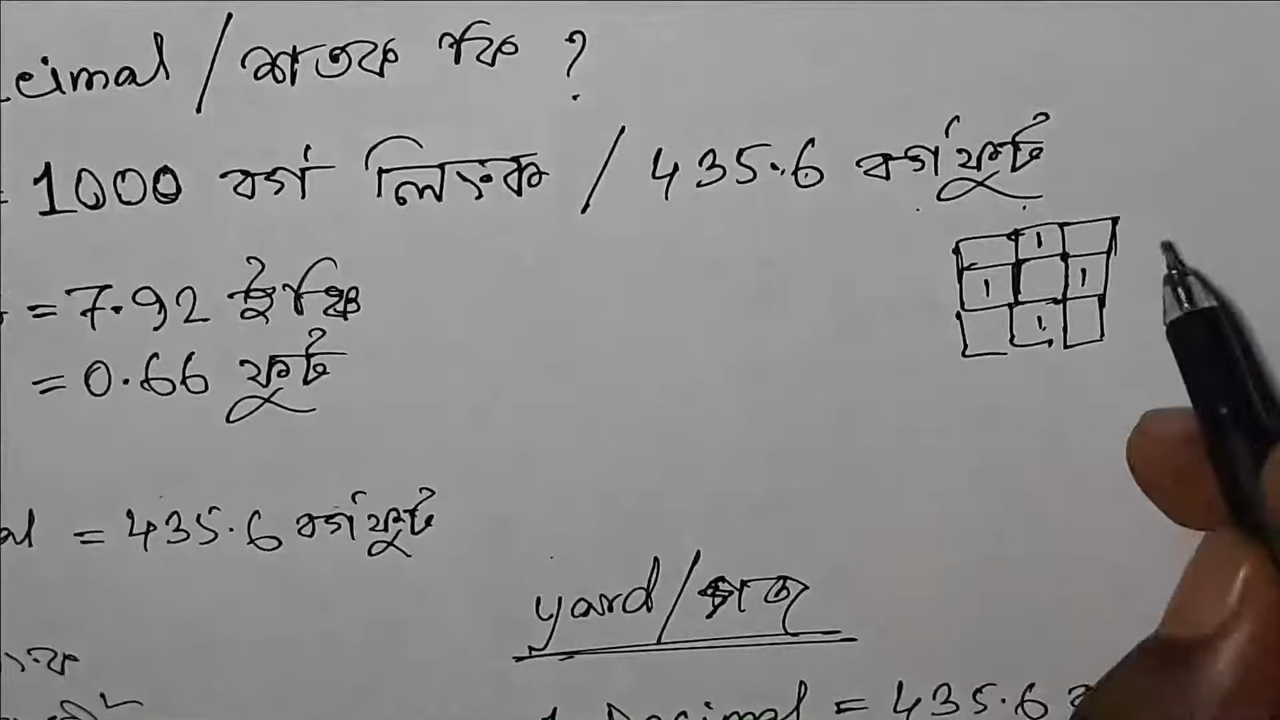 ecimal / শতক কি ?
= 1000 বর্গ লিংক / 435.6 বর্গফুট
1
1 1
1
= 7.92 ইঞ্চি
= 0.66 ফুট
al = 435.6 বর্গফুট
yard/গজ
1 Decimal = 435.6 ব